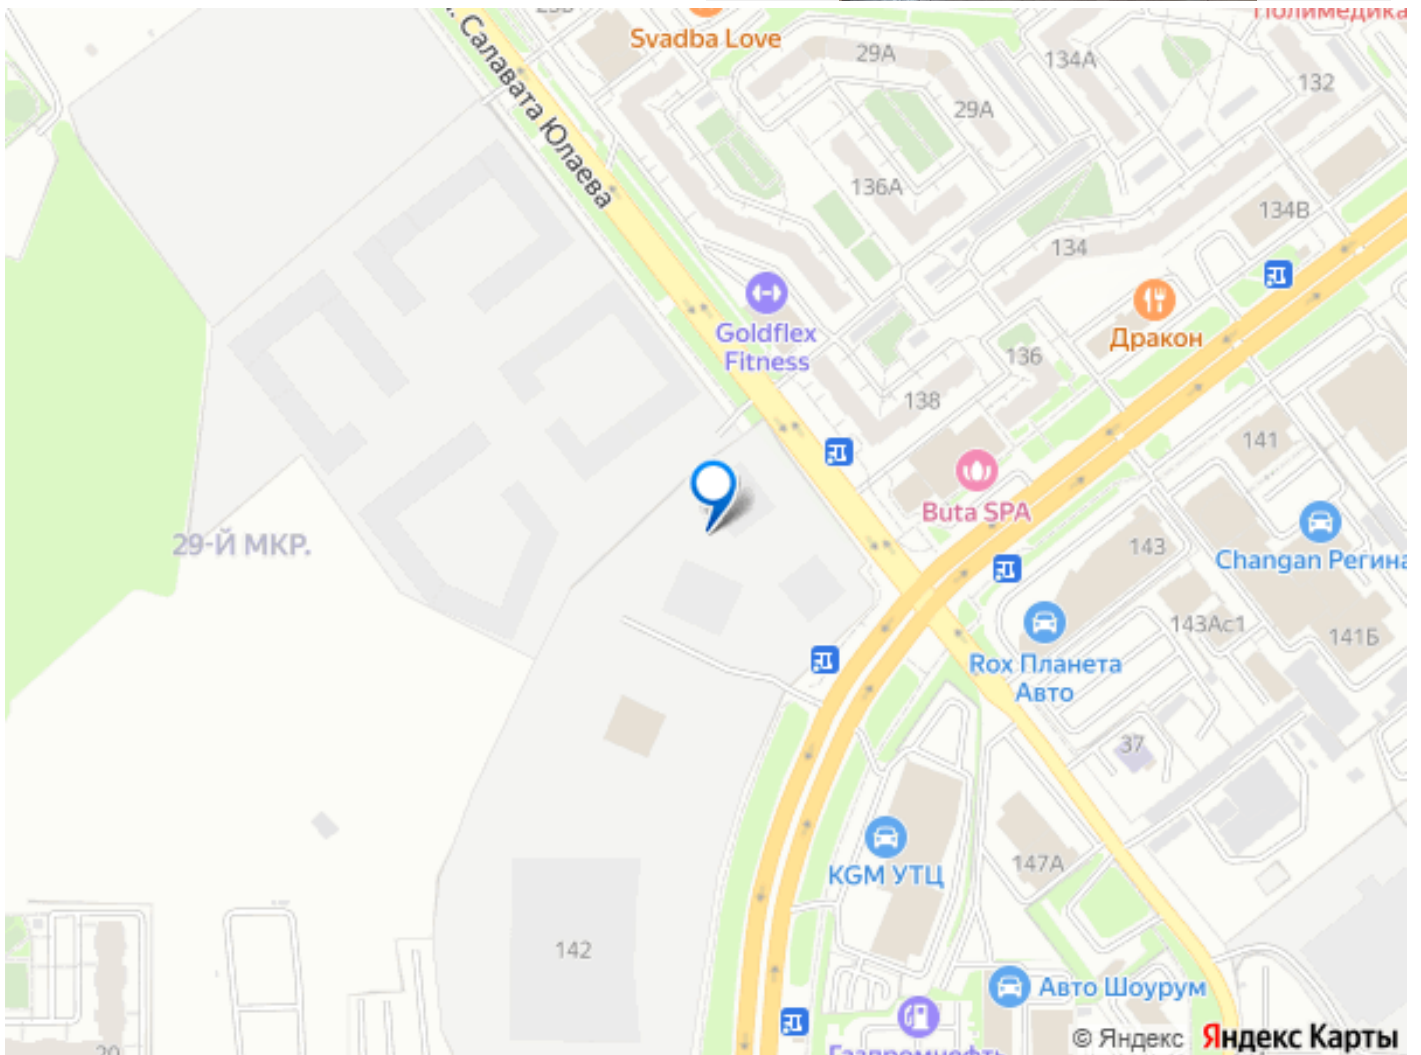 Полимедика
Svadba Love
29А
134А
132
. Салавата Юлаева
29А
136А
134В
134
Goldflex
Fitness
Дракон
136
138
141
Buta SPA
29-Й МКР.
143
Changan Регина
143Ас1
141Б
Rox Планета
Авто
37
KGM УТЦ
147А
142
Авто Шоурум
© Яндекс Яндекс Карты